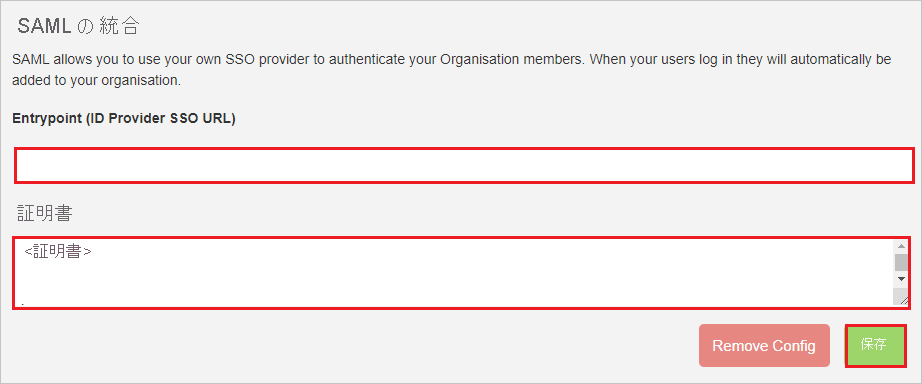 SAML の 統合
SAML allows you to use your own SSO provider to authenticate your Organisation members. When your users log in they will automatically be
added to your organisation.
Entrypoint (ID Provider SSO URL)
証明書
<証明書>
.
Remove Config
保存